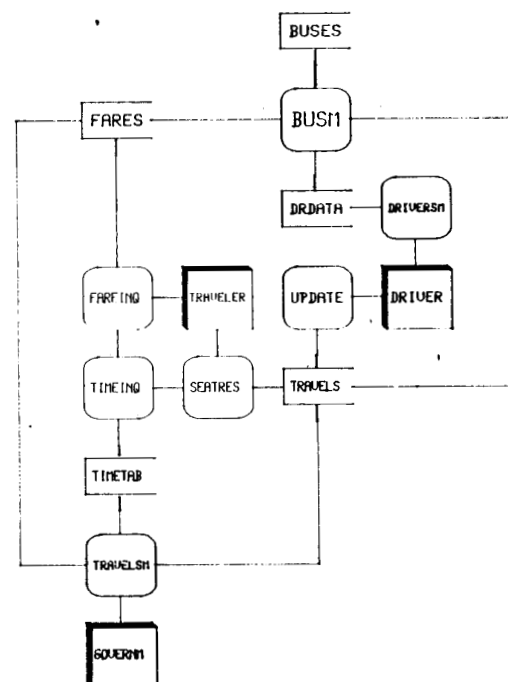 BUSES
FARES
BUSM
DRDATA
DRIVERSM
FARFINQ
TRAVELER
UPDATE
DRIVER
TIMEINQ
SEATRES
TRAVELS
TIMETAB
TRAVELSM
GOVERNM